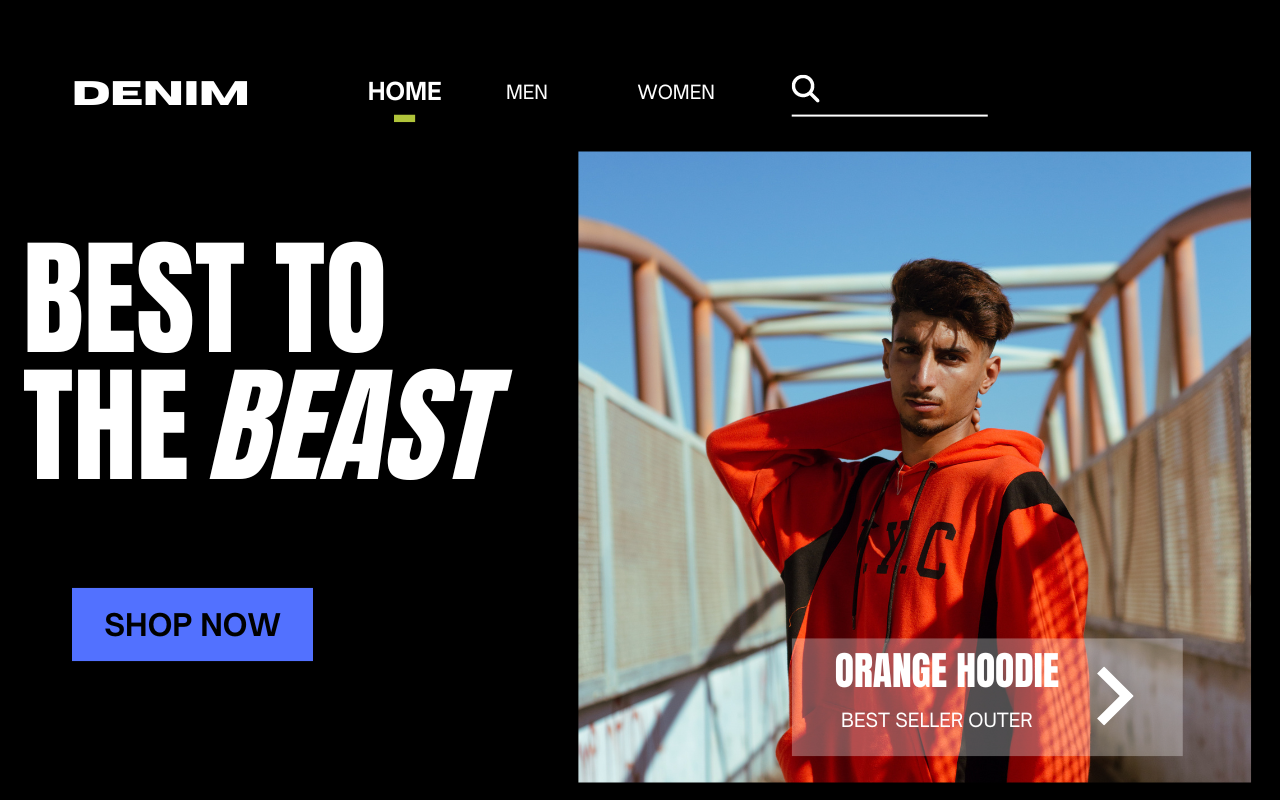 DENIM HOME MEN WOMEN
BEST TO
THE BEAST
SHOP NOW
Y.C
ORANGE HOODIE
BEST SELLER OUTER